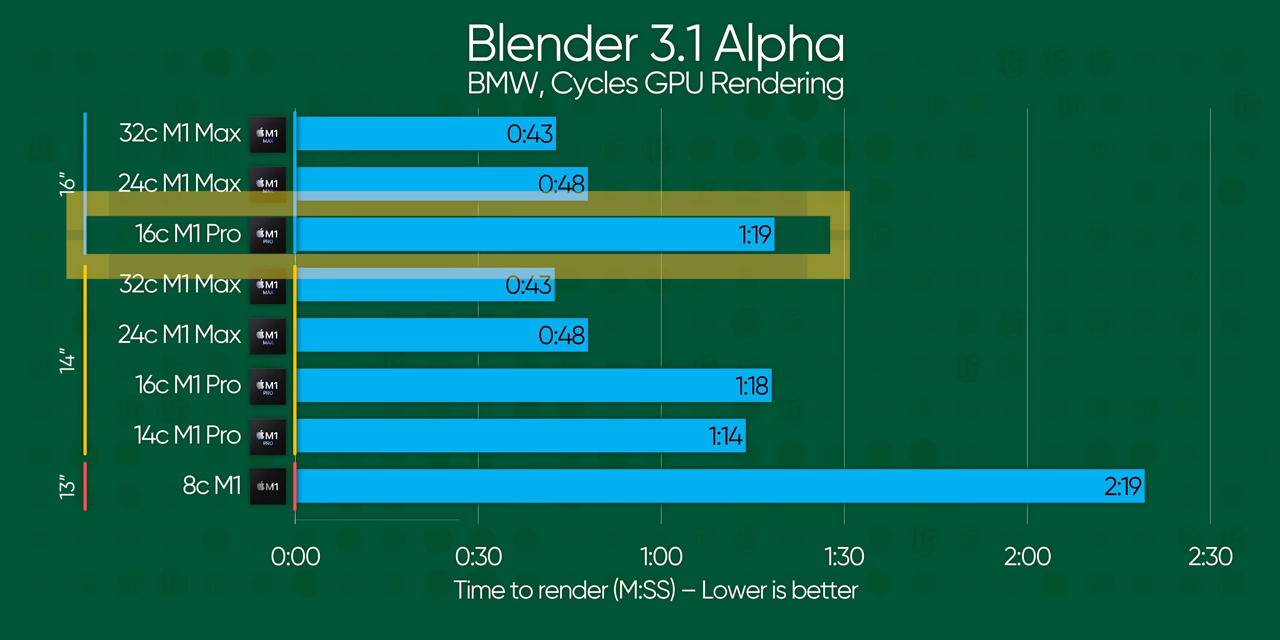 Blender 3.1 Alpha
BMW, Cycles GPU Rendering
16"
32c M1 Max M1 MAX 0:43
24c M1 Max M1 MAX 0:48
16c M1 Pro M1 PRO 1:19
14"
32c M1 Max M1 MAX 0:43
24c M1 Max M1 MAX 0:48
16c M1 Pro M1 PRO 1:18
14c M1 Pro M1 PRO 1:14
13"
8c M1 M1 2:19
0:00 0:30 1:00 1:30 2:00 2:30
Time to render (M:SS) – Lower is better